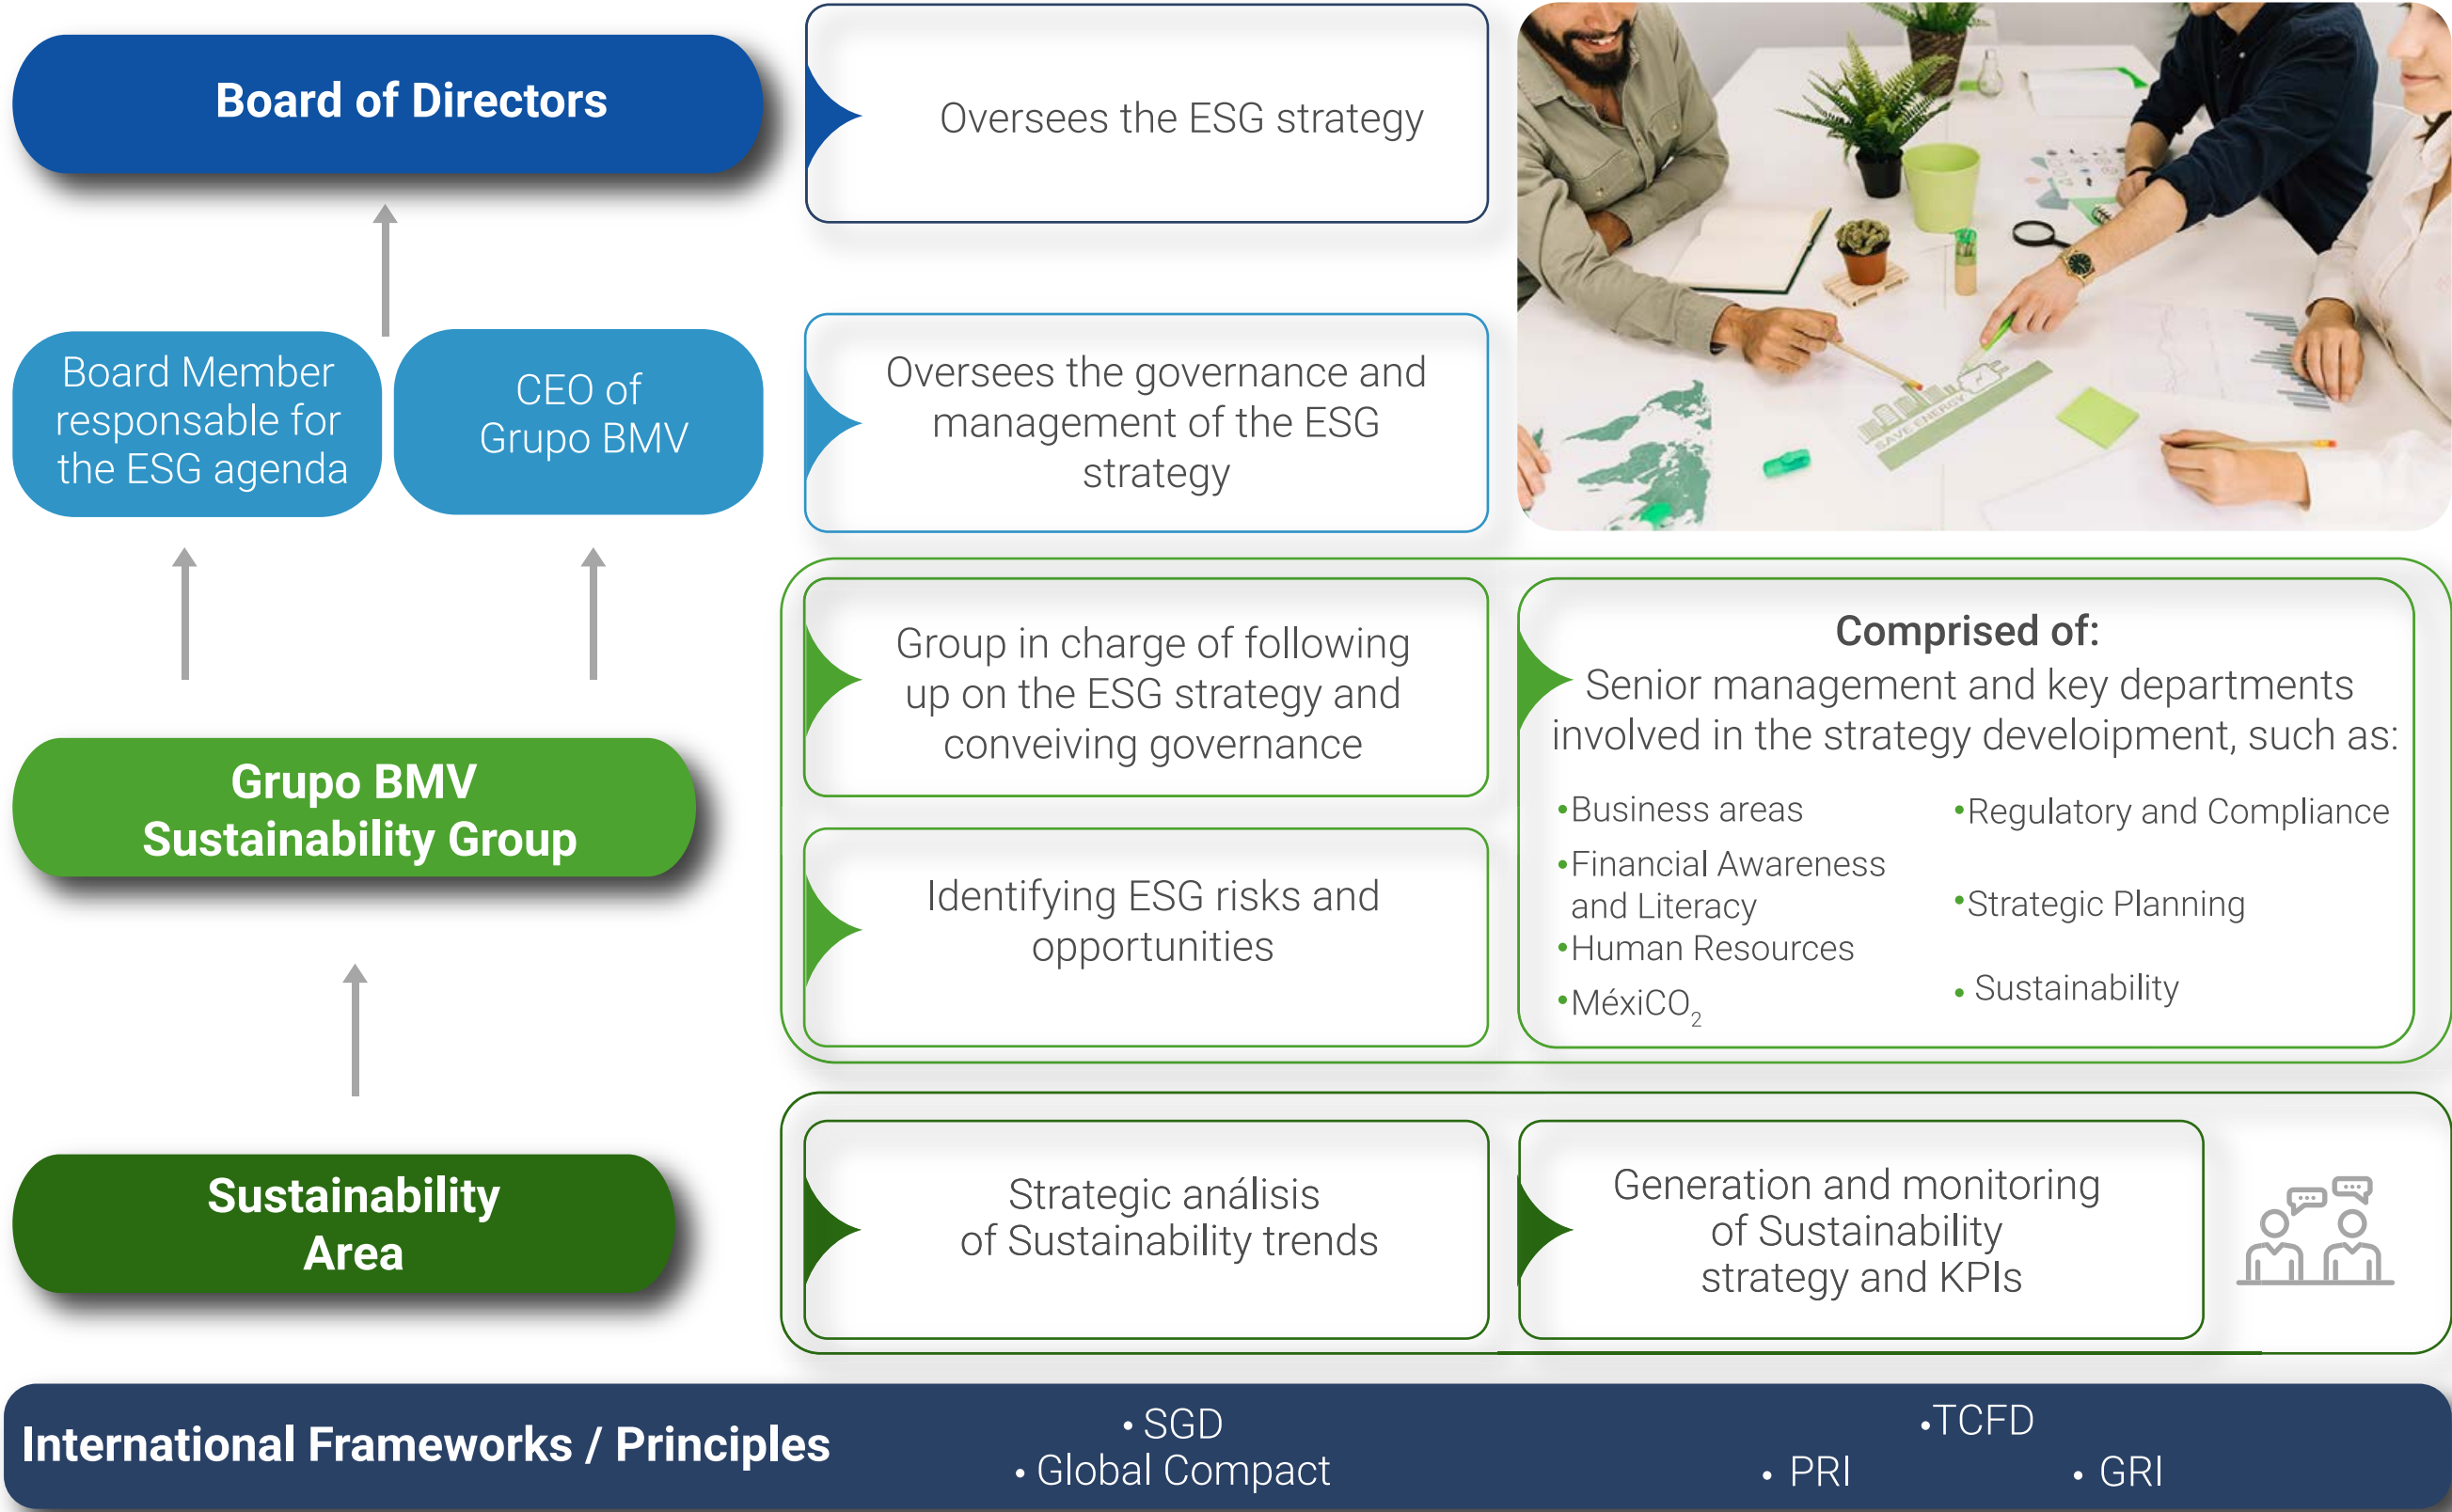 Board of Directors
Oversees the ESG strategy
Board Member
responsable for
the ESG agenda
CEO of
Grupo BMV
Oversees the governance and
management of the ESG
strategy
SAVE ENERGY
Grupo BMV
Sustainability Group
Group in charge of following
up on the ESG strategy and
conveiving governance
Identifying ESG risks and
opportunities
Comprised of:
Senior management and key departments
involved in the strategy develoipment, such as:
•Business areas
•Financial Awareness
and Literacy
•Human Resources
•MéxiCO₂
•Regulatory and Compliance
•Strategic Planning
• Sustainability
Sustainability
Area
Strategic análisis
of Sustainability trends
Generation and monitoring
of Sustainability
strategy and KPIs
International Frameworks / Principles
• SGD
• Global Compact
•TCFD
• PRI
• GRI